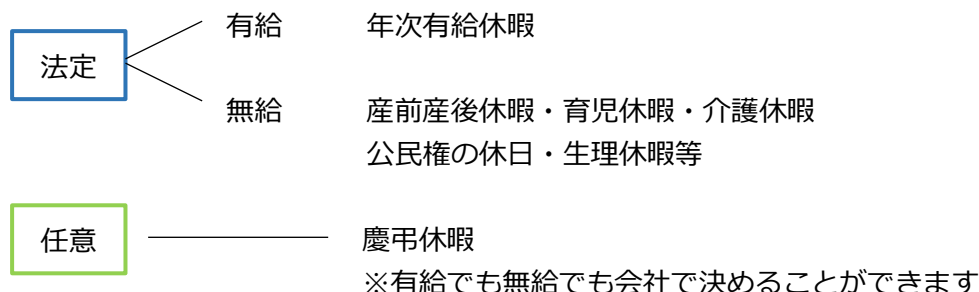 有給 年次有給休暇
法定
無給 産前産後休暇・育児休暇・介護休暇
公民権の休日・生理休暇等
任意 慶弔休暇
※有給でも無給でも会社で決めることができます